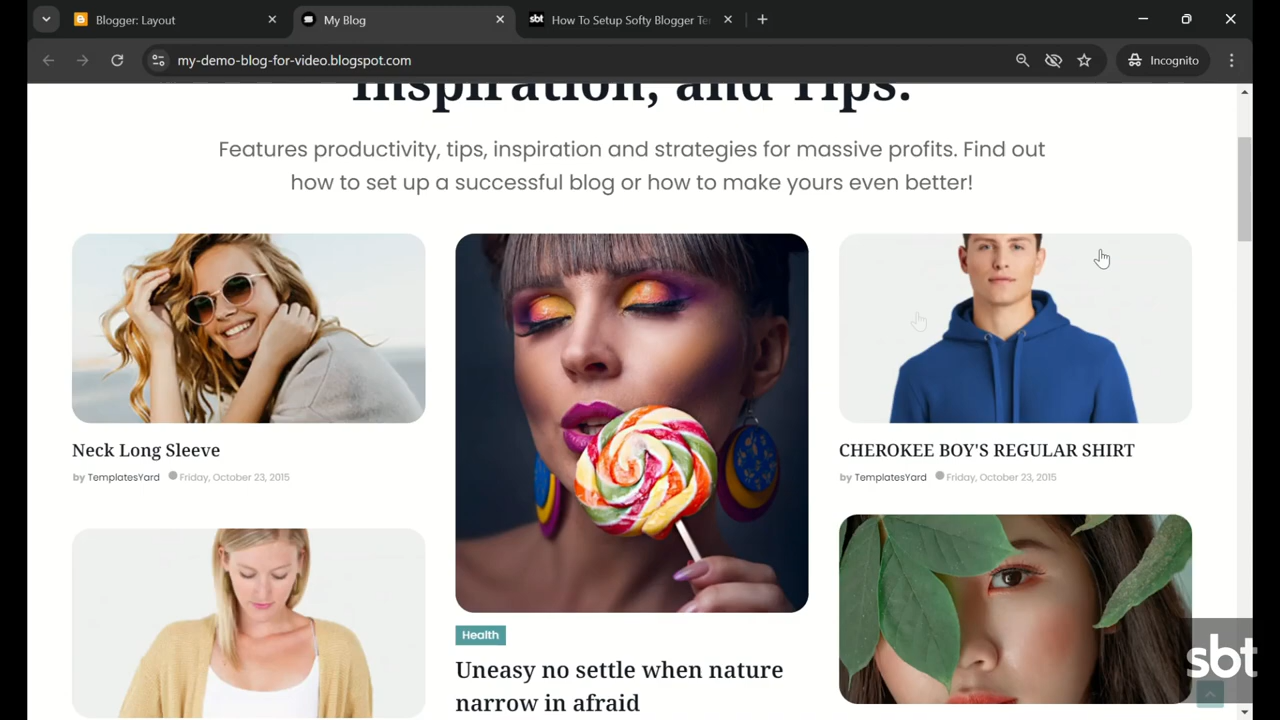 Blogger: Layout
My Blog
sbt
How To Setup Softy Blogger Te
my-demo-blog-for-video.blogspot.com
Incognito
Inspiration, and Tips.
Features productivity, tips, inspiration and strategies for massive profits. Find out
how to set up a successful blog or how to make yours even better!
Neck Long Sleeve
by TemplatesYard
Friday, October 23, 2015
Health
Uneasy no settle when nature
narrow in afraid
CHEROKEE BOY'S REGULAR SHIRT
by TemplatesYard
Friday, October 23, 2015
sbt